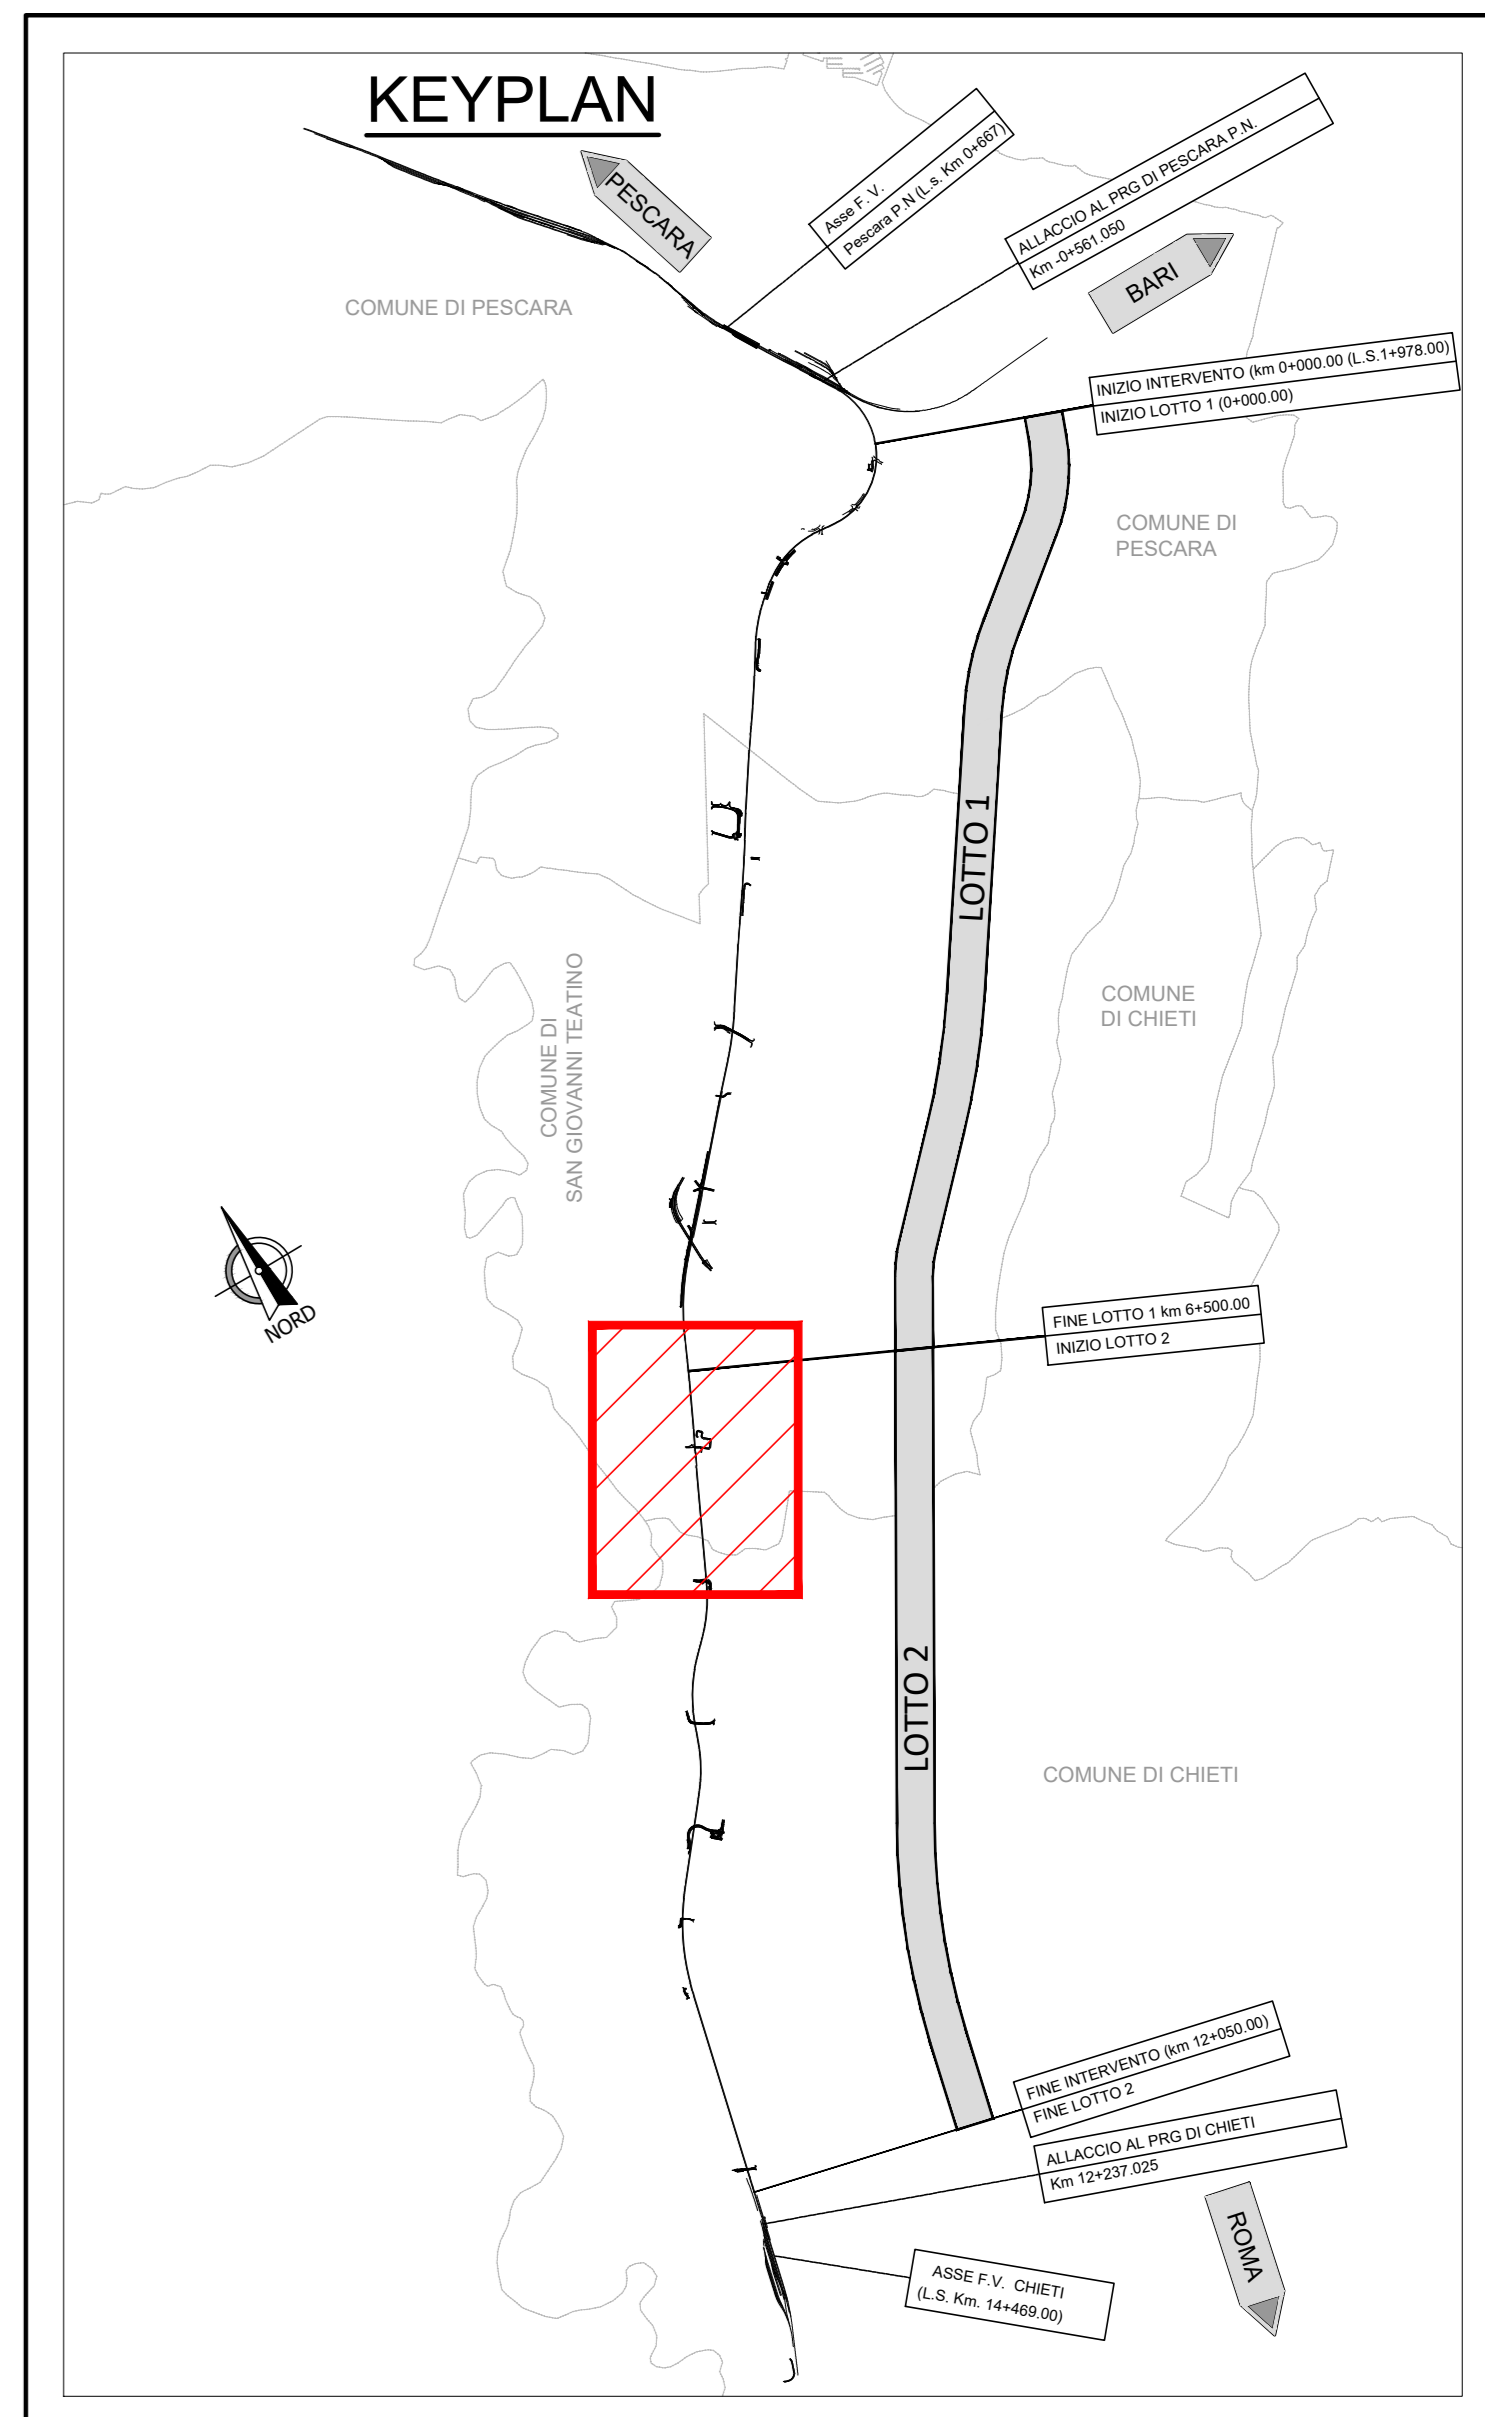 KEYPLAN
PESCARA
Asse F. V.
Pescara P.N (L.s. Km 0+667)
ALLACCIO AL PRG DI PESCARA P.N.
Km -0+561.050
BARI
COMUNE DI PESCARA
INIZIO INTERVENTO (km 0+000.00 (L.S.1+978.00)
INIZIO LOTTO 1 (0+000.00)
COMUNE DI
PESCARA
LOTTO 1
COMUNE DI
SAN GIOVANNI TEATINO
COMUNE
DI CHIETI
NORD
FINE LOTTO 1 km 6+500.00
INIZIO LOTTO 2
LOTTO 2
COMUNE DI CHIETI
FINE INTERVENTO (km 12+050.00)
FINE LOTTO 2
ALLACCIO AL PRG DI CHIETI
Km 12+237.025
ROMA
ASSE F.V. CHIETI
(L.S. Km. 14+469.00)